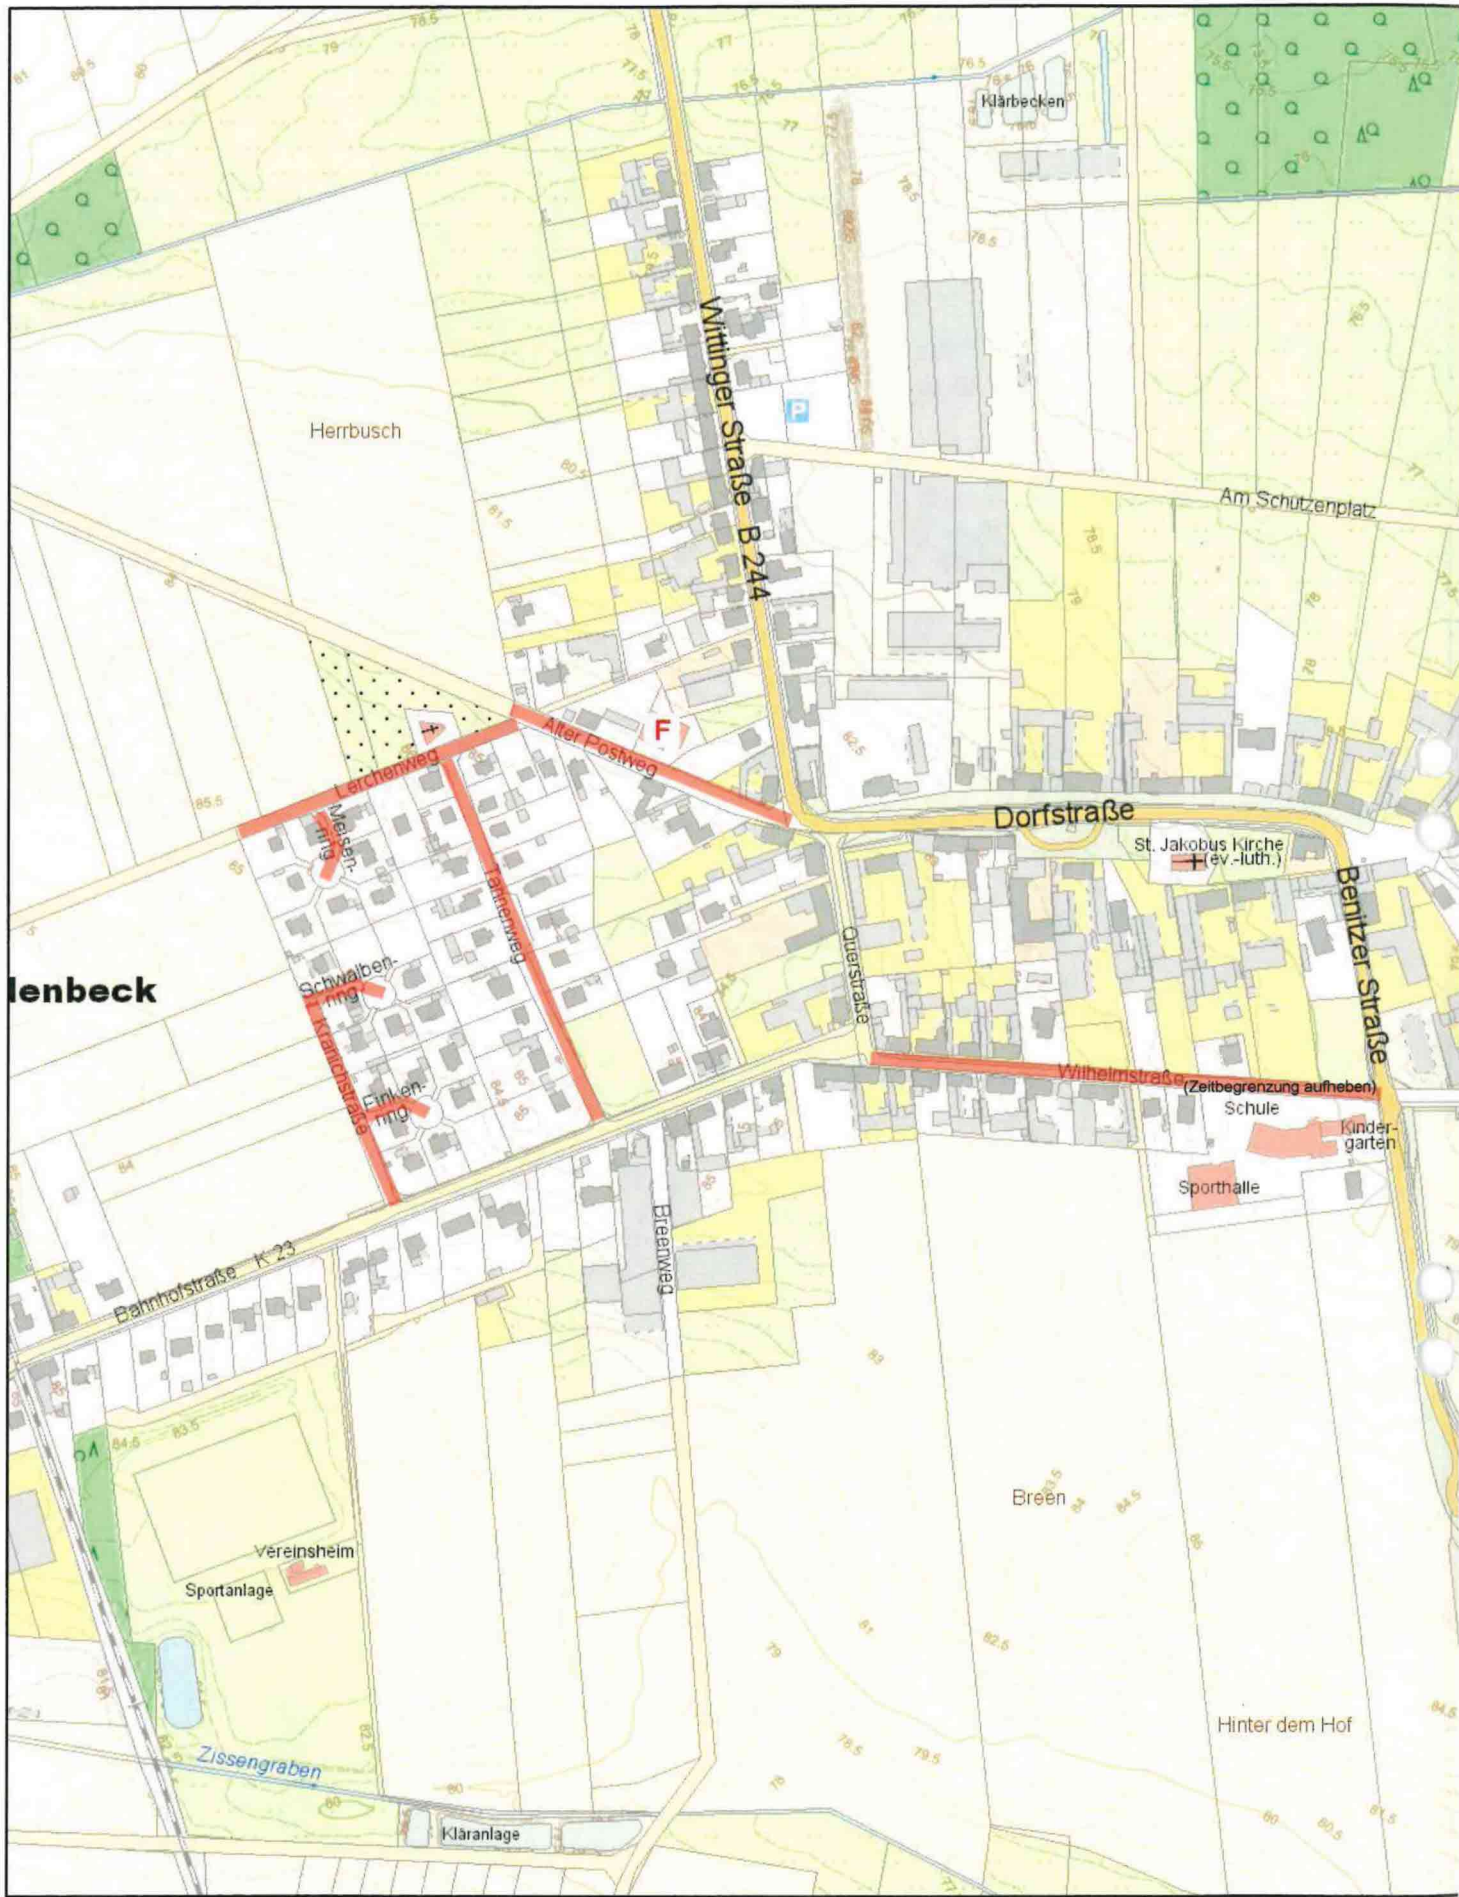 Klärbecken
Wittinger Straße B 244
Herrbusch
P
Am Schützenplatz
F
Alter Postweg
Lerchenweg
Meisen-
ring
Dorfstraße
St. Jakobus Kirche
(ev.-luth.)
Benitzer Straße
Tannenweg
Querstraße
Schwalben-
ring
lenbeck
Kranichstraße
Finken-
ring
Wilhelmstraße
(Zeitbegrenzung aufheben)
Schule
Kinder-
garten
Sporthalle
Breenweg
Bahnhofstraße K 23
Breen
Vereinsheim
Sportanlage
Hinter dem Hof
Zissengraben
Kläranlage